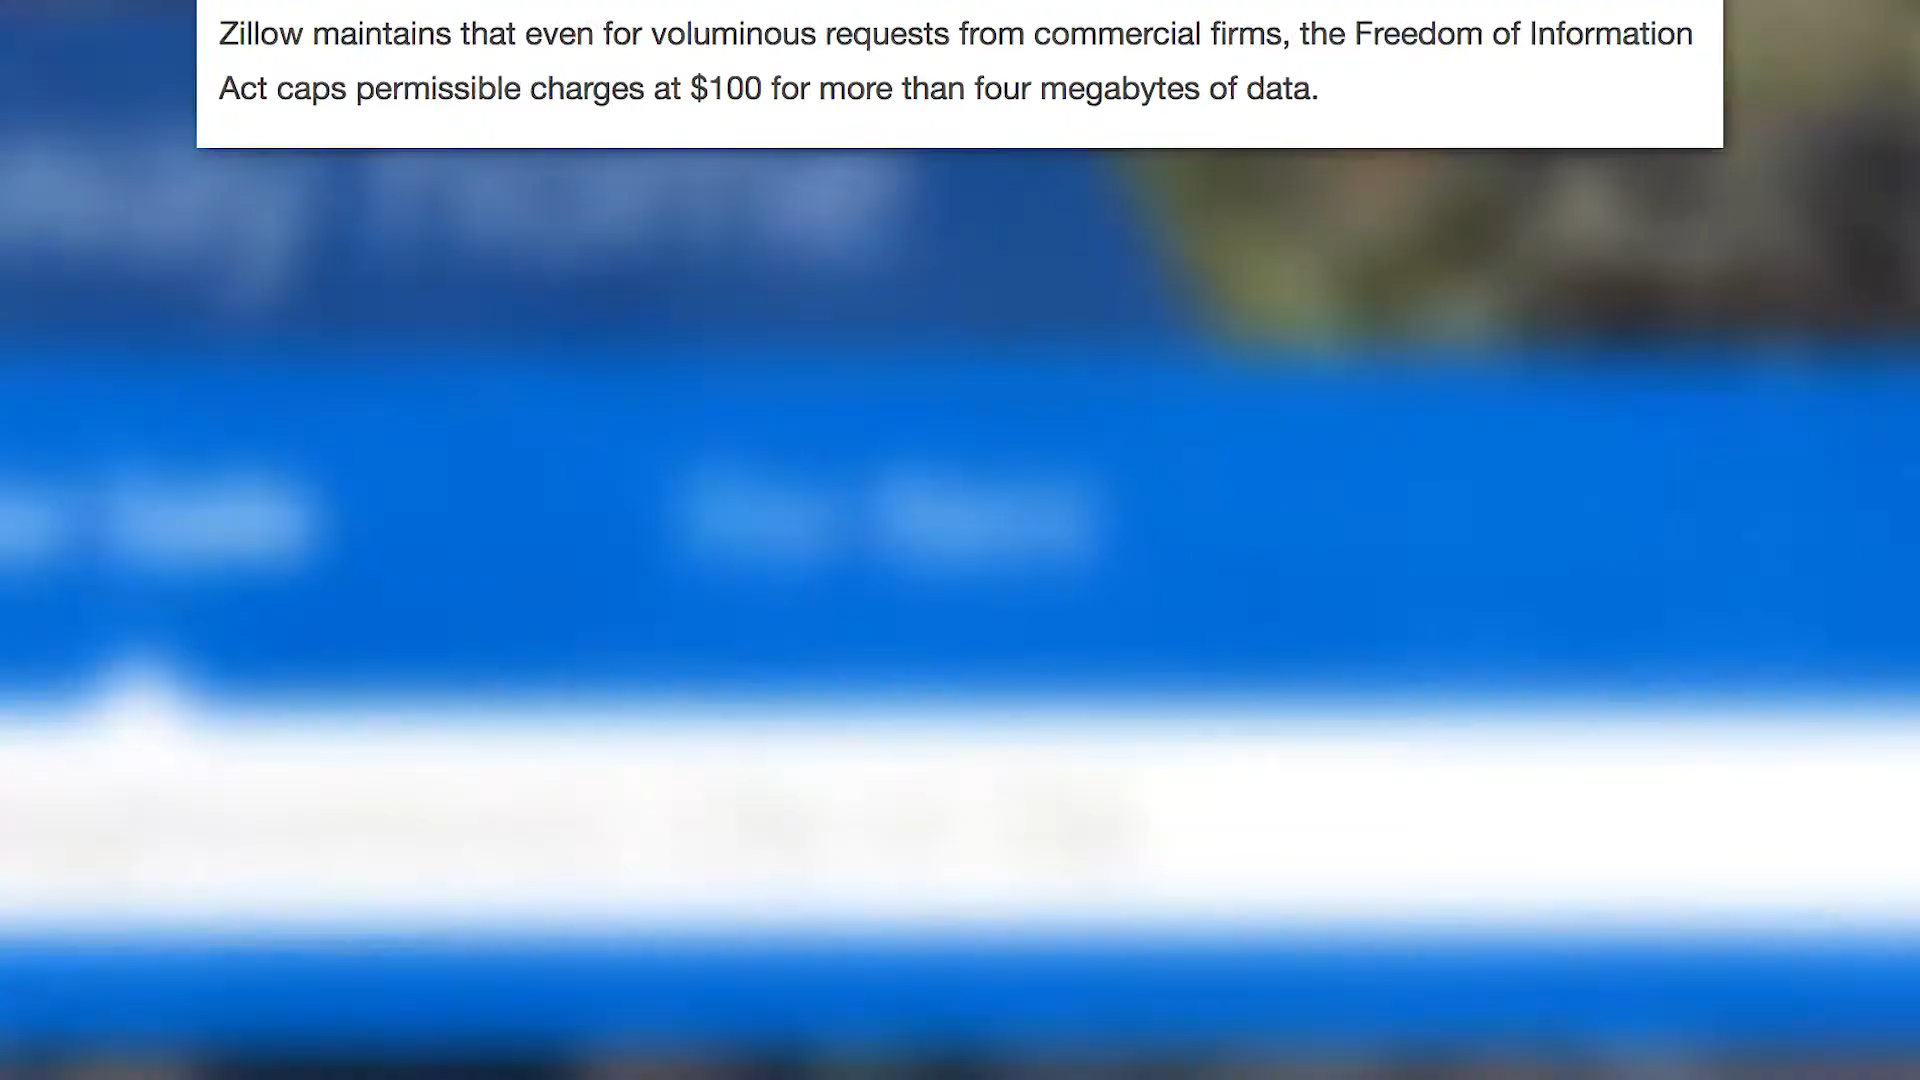 Zillow maintains that even for voluminous requests from commercial firms, the Freedom of Information
Act caps permissible charges at $100 for more than four megabytes of data.